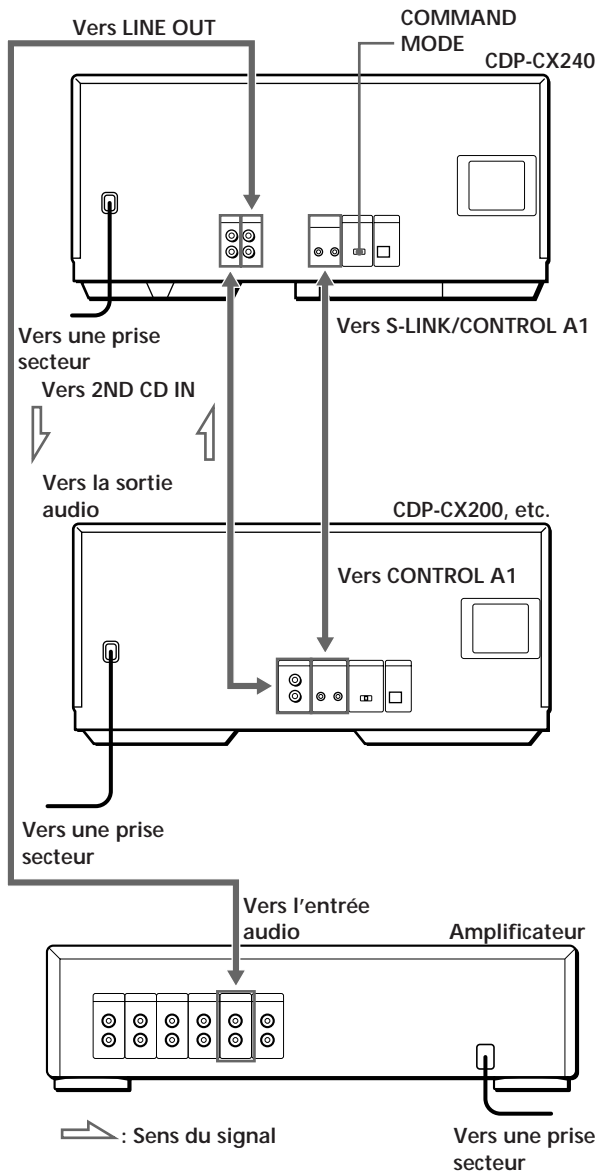 Vers LINE OUT
COMMAND
MODE
CDP-CX240
Vers une prise
secteur
Vers S-LINK/CONTROL A1
Vers 2ND CD IN
Vers la sortie
audio
CDP-CX200, etc.
Vers CONTROL A1
Vers une prise
secteur
Vers l'entrée
audio
Amplificateur
: Sens du signal
Vers une prise
secteur